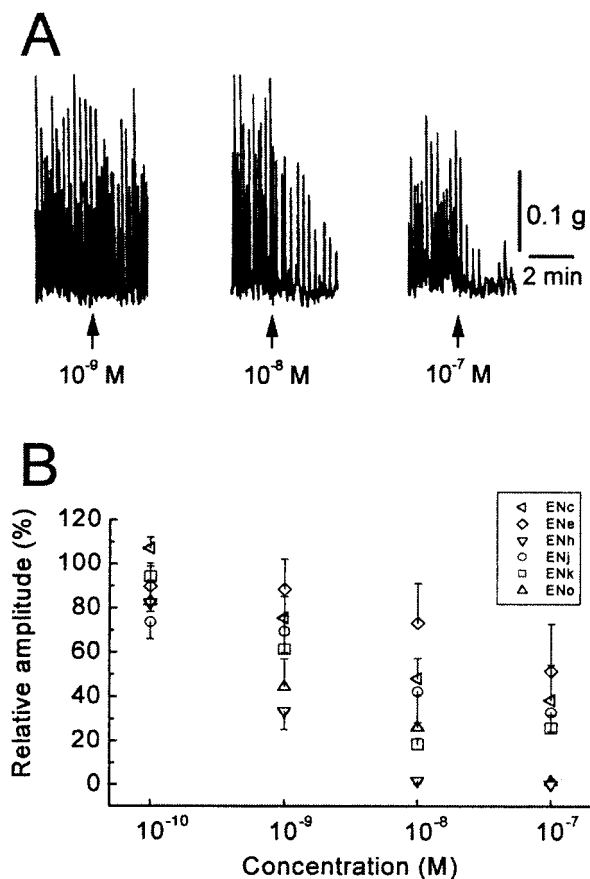 A
0.1 g
2 min
10⁻⁹ M
10⁻⁸ M
10⁻⁷ M
B
ENc
ENe
ENh
ENj
ENk
ENo
Relative amplitude (%)
120
100
80
60
40
20
0
10⁻¹⁰
10⁻⁹
10⁻⁸
10⁻⁷
Concentration (M)